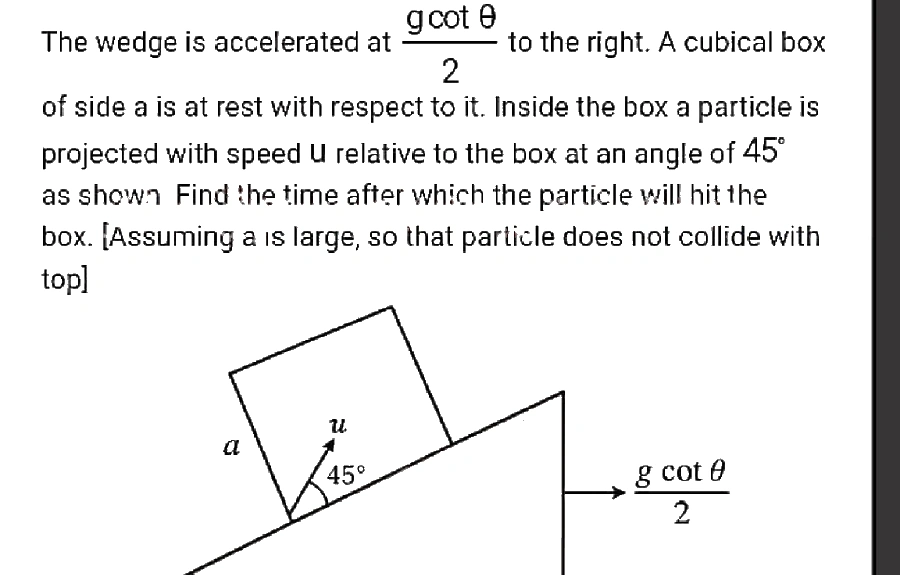 The wedge is accelerated at g cot θ / 2 to the right. A cubical box
of side a is at rest with respect to it. Inside the box a particle is
projected with speed u relative to the box at an angle of 45°
as shown Find the time after which the particle will hit the
box. [Assuming a is large, so that particle does not collide with
top]
u
a
45°
g cot θ / 2